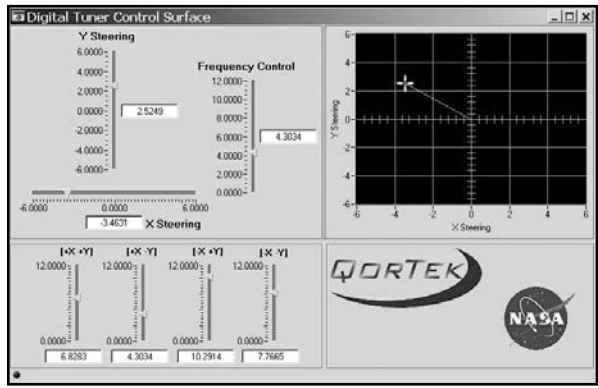 Digital Tuner Control Surface
Y Steering
6.0000
4.0000
2.0000
0.0000
-2.0000
-4.0000
-6.0000
2.5249
Frequency Control
12.0000
10.0000
8.0000
6.0000
4.0000
2.0000
0.0000
4.3034
-6.0000 0.0000 6.0000
-3.4631 X Steering
Y Steering
6
4
2
0
-2
-4
-6
-6 -4 -2 0 2 4 6
X Steering
[+X +Y] [+X -Y] [-X +Y] [-X -Y]
12.0000 12.0000 12.0000 12.0000
0.0000 0.0000 0.0000 0.0000
6.8283 4.3034 10.2914 7.7665
QORTEK
NASA